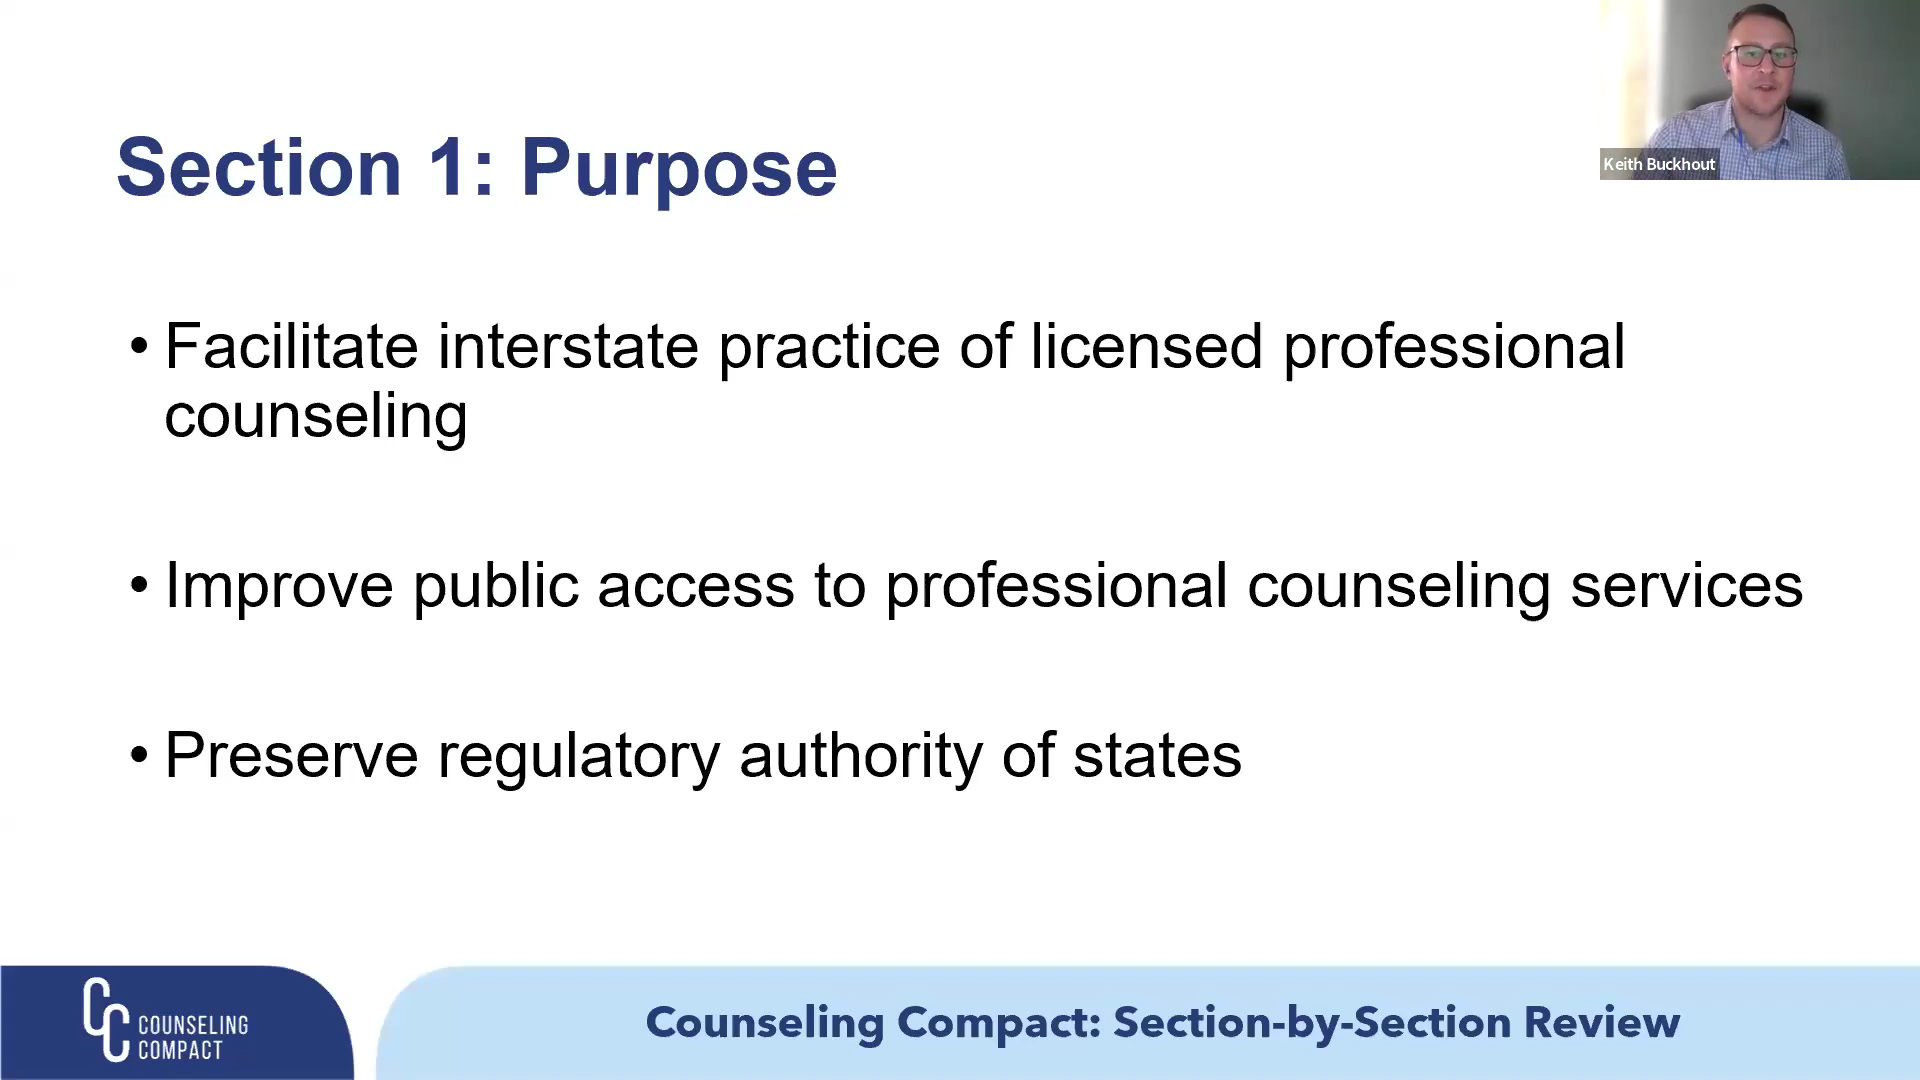 Keith Buckhout
Section 1: Purpose
• Facilitate interstate practice of licensed professional
counseling
• Improve public access to professional counseling services
• Preserve regulatory authority of states
CC
COUNSELING
COMPACT
Counseling Compact: Section-by-Section Review